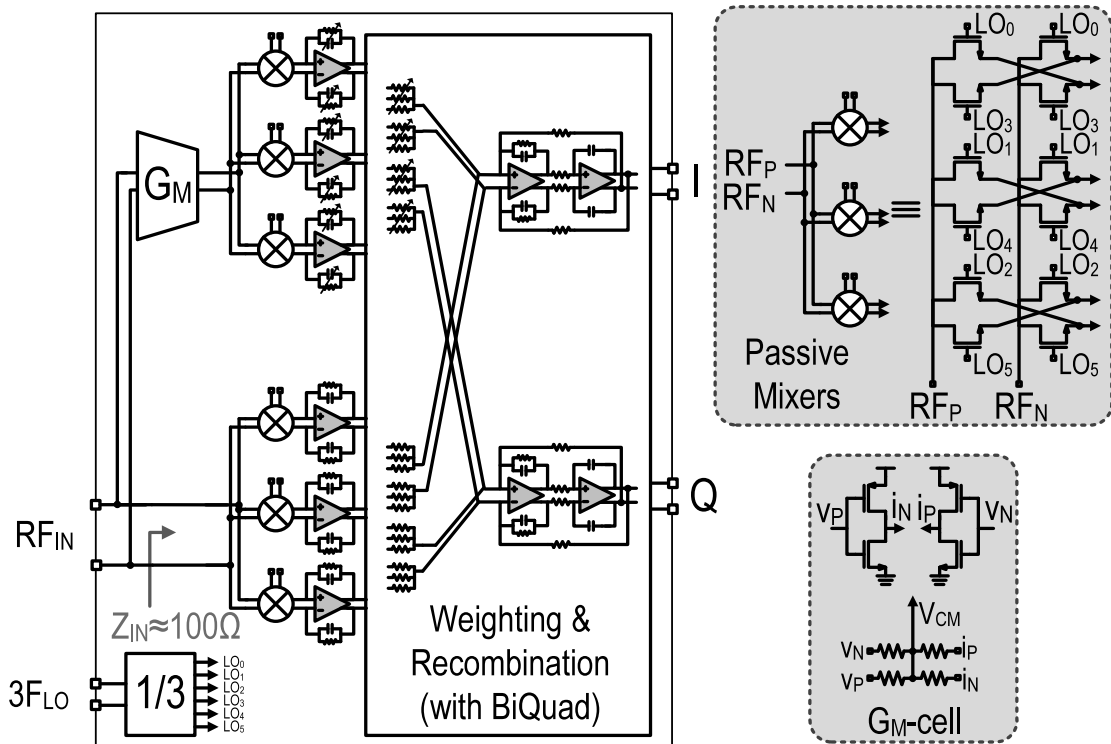 G_M
RF_IN
Z_IN≈100Ω
3F_LO
1/3
LO_0
LO_1
LO_2
LO_3
LO_4
LO_5
Weighting &
Recombination
(with BiQuad)
I
Q
RF_P
RF_N
Passive
Mixers
≡
LO_0 LO_0
LO_3 LO_3
LO_1 LO_1
LO_4 LO_4
LO_2 LO_2
LO_5 LO_5
RF_P RF_N
v_P i_N i_P v_N
V_CM
v_N i_P
v_P i_N
G_M-cell